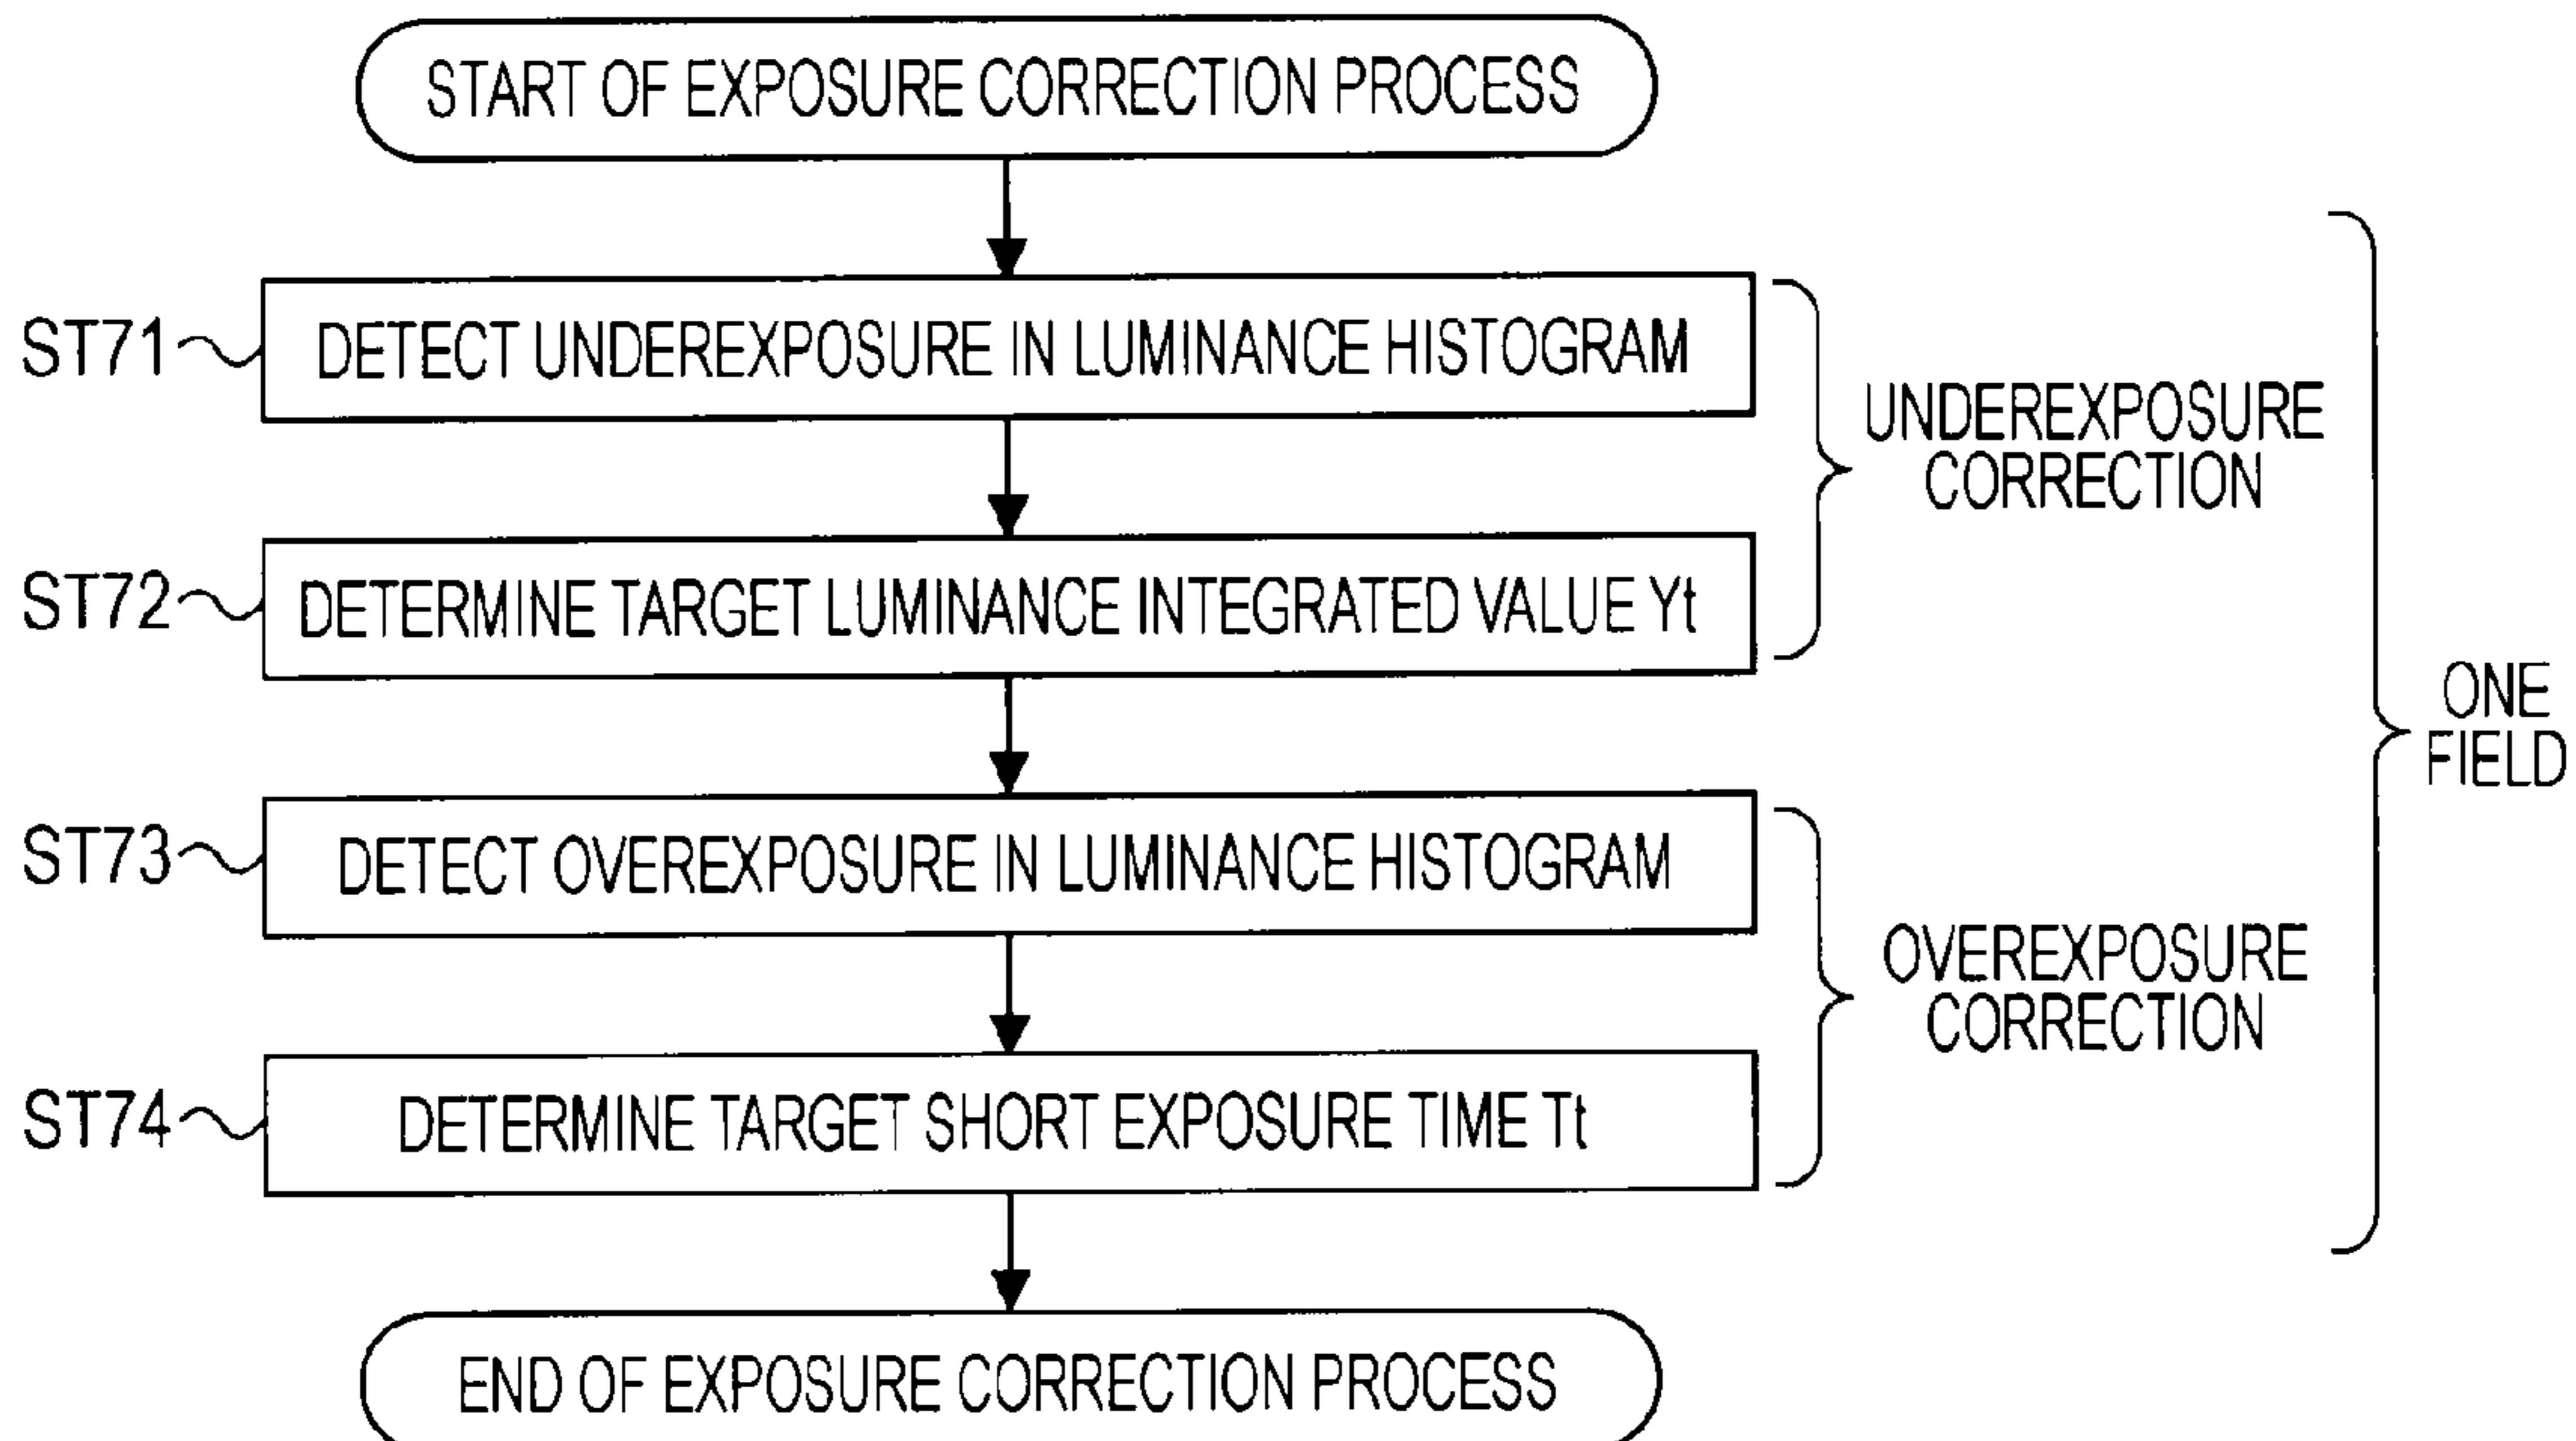 START OF EXPOSURE CORRECTION PROCESS
ST71
DETECT UNDEREXPOSURE IN LUMINANCE HISTOGRAM
UNDEREXPOSURE
CORRECTION
ST72
DETERMINE TARGET LUMINANCE INTEGRATED VALUE Yt
ONE
FIELD
ST73
DETECT OVEREXPOSURE IN LUMINANCE HISTOGRAM
OVEREXPOSURE
CORRECTION
ST74
DETERMINE TARGET SHORT EXPOSURE TIME Tt
END OF EXPOSURE CORRECTION PROCESS